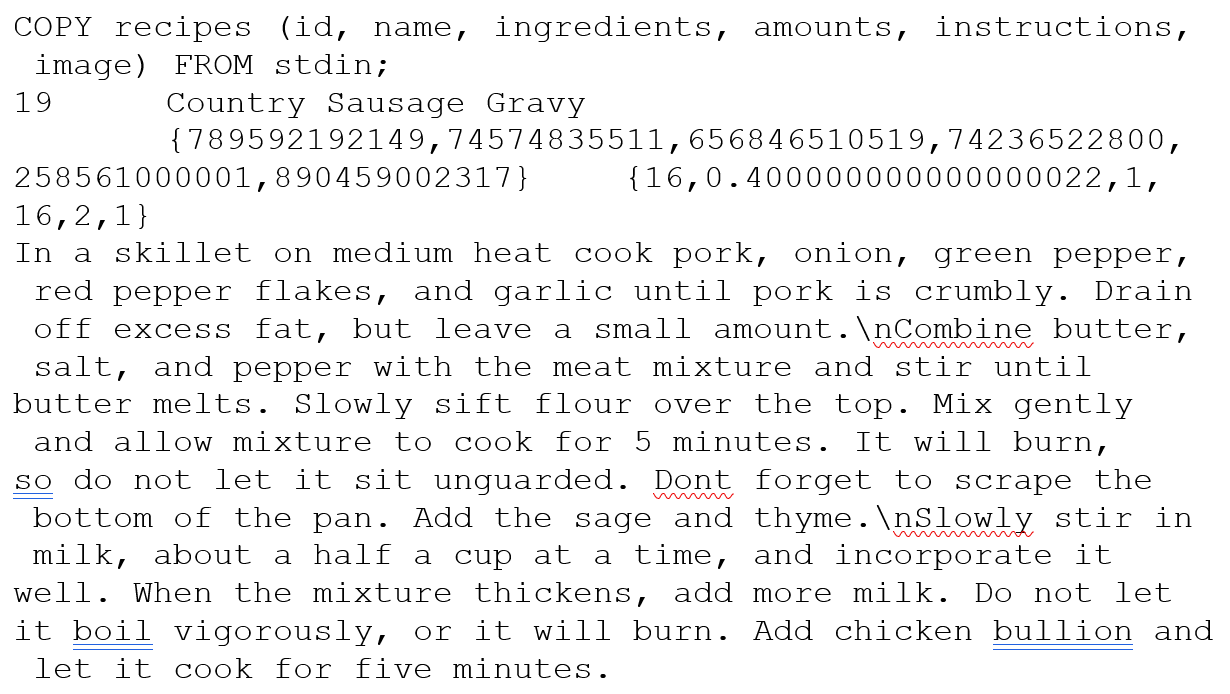 COPY recipes (id, name, ingredients, amounts, instructions,
image) FROM stdin;
19 Country Sausage Gravy
{789592192149,74574835511,656846510519,74236522800,
258561000001,890459002317} {16,0.400000000000000022,1,
16,2,1}
In a skillet on medium heat cook pork, onion, green pepper,
red pepper flakes, and garlic until pork is crumbly. Drain
off excess fat, but leave a small amount.\nCombine butter,
salt, and pepper with the meat mixture and stir until
butter melts. Slowly sift flour over the top. Mix gently
and allow mixture to cook for 5 minutes. It will burn,
so do not let it sit unguarded. Dont forget to scrape the
bottom of the pan. Add the sage and thyme.\nSlowly stir in
milk, about a half a cup at a time, and incorporate it
well. When the mixture thickens, add more milk. Do not let
it boil vigorously, or it will burn. Add chicken bullion and
let it cook for five minutes.